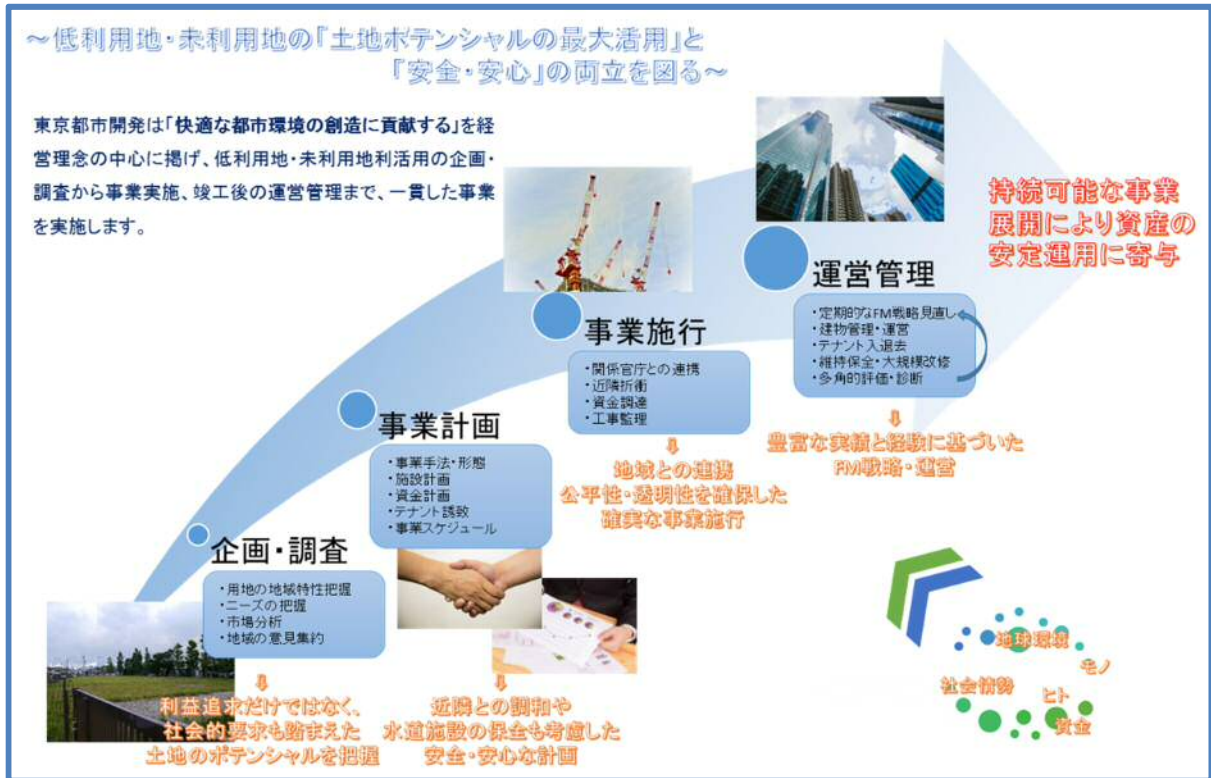 ～低利用地・未利用地の「土地ポテンシャルの最大活用」と
「安全・安心」の両立を図る～
東京都市開発は「快適な都市環境の創造に貢献する」を経
営理念の中心に掲げ、低利用地・未利用地利活用の企画・
調査から事業実施、竣工後の運営管理まで、一貫した事業
を実施します。
企画・調査
・用地の地域特性把握
・ニーズの把握
・市場分析
・地域の意見集約
⇓
利益追求だけではなく、
社会的要求も踏まえた
土地のポテンシャルを把握
事業計画
・事業手法・形態
・施設計画
・資金計画
・テナント誘致
・事業スケジュール
⇓
近隣との調和や
水道施設の保全も考慮した
安全・安心な計画
事業施行
・関係官庁との連携
・近隣折衝
・資金調達
・工事監理
⇓
地域との連携
公平性・透明性を確保した
確実な事業施行
運営管理
・定期的なFM戦略見直し
・建物管理・運営
・テナント入退去
・維持保全・大規模改修
・多角的評価・診断
⇓
豊富な実績と経験に基づいた
FM戦略・運営
持続可能な事業
展開により資産の
安定運用に寄与
地球環境
モノ
社会情勢
ヒト
資金